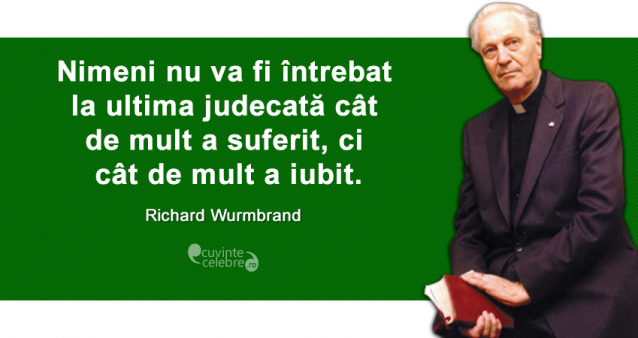 Nimeni nu va fi întrebat
la ultima judecată cât
de mult a suferit, ci
cât de mult a iubit.
Richard Wurmbrand
cuvinte
celebre.ro